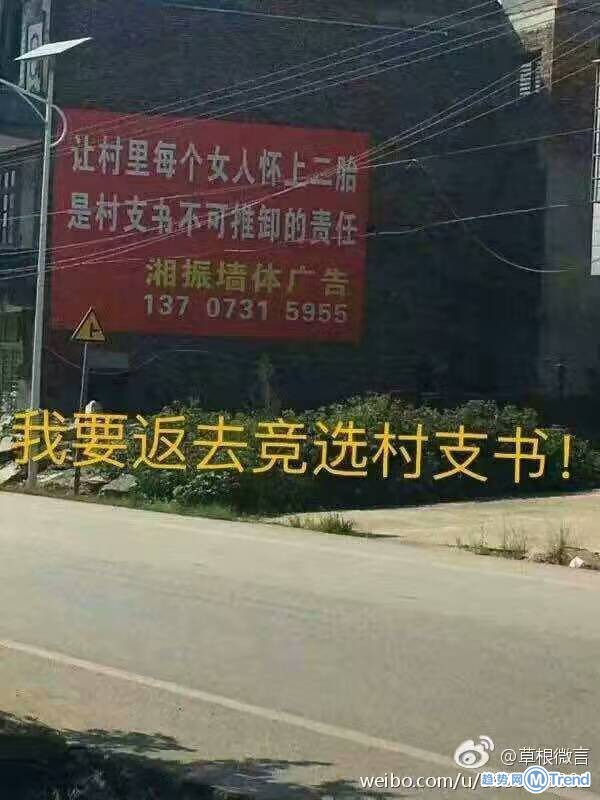 让村里每个女人怀上二胎
是村支书不可推卸的责任
湘振墙体广告
137 0731 5955
我要返去竞选村支书！
@草根微言
weibo.com/u/
趋势网 M Trend